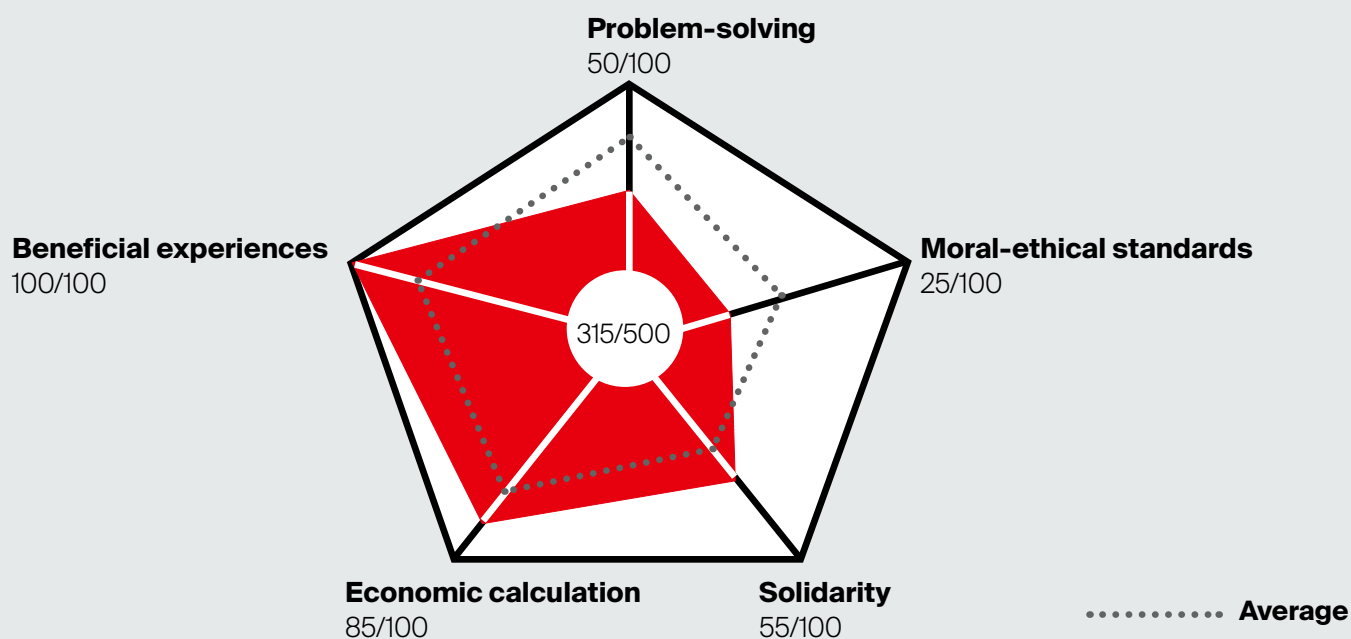 Problem-solving
50/100
Beneficial experiences
100/100
Moral-ethical standards
25/100
315/500
Economic calculation
85/100
Solidarity
55/100
Average